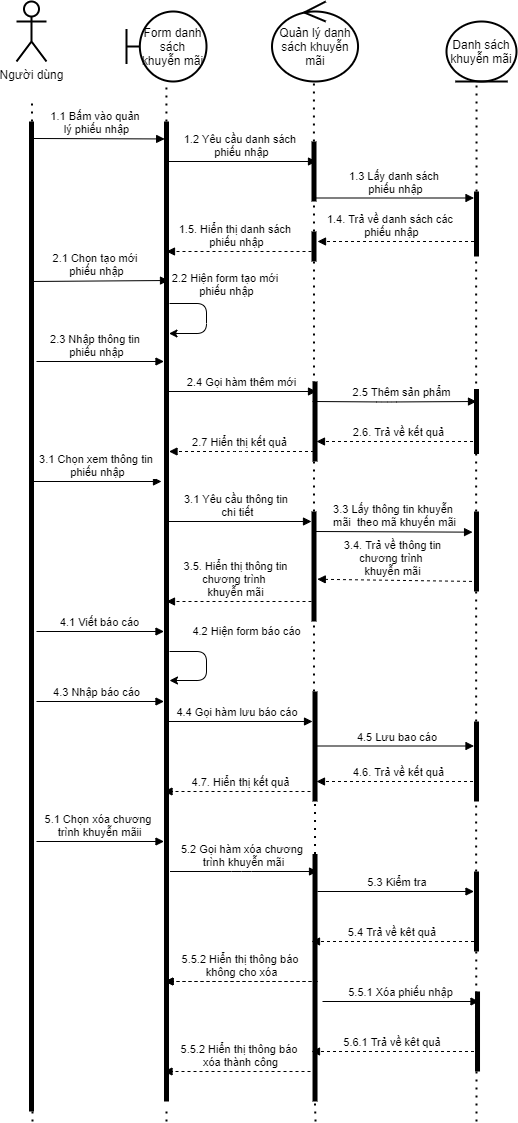 Người dùng
Form danh
sách
khuyễn mãi
Quản lý danh
sách khuyễn
mãi
Danh sách
khuyễn mãi
1.1 Bấm vào quản
lý phiếu nhập
1.2 Yêu cầu danh sách
phiếu nhập
1.3 Lấy danh sách
phiếu nhập
1.4. Trả về danh sách các
phiếu nhập
1.5. Hiển thị danh sách
phiếu nhập
2.1 Chọn tạo mới
phiếu nhập
2.2 Hiện form tạo mới
phiếu nhập
2.3 Nhập thông tin
phiếu nhập
2.4 Gọi hàm thêm mới
2.5 Thêm sản phẩm
2.6. Trả về kết quả
2.7 Hiển thị kết quả
3.1 Chọn xem thông tin
phiếu nhập
3.1 Yêu cầu thông tin
chi tiết
3.3 Lấy thông tin khuyễn
mãi theo mã khuyến mãi
3.4. Trả về thông tin
chương trình
khuyễn mãi
3.5. Hiển thị thông tin
chương trình
khuyễn mãi
4.1 Viết báo cáo
4.2 Hiện form báo cáo
4.3 Nhập báo cáo
4.4 Gọi hàm lưu báo cáo
4.5 Lưu bao cáo
4.6. Trả về kết quả
4.7. Hiển thị kết quả
5.1 Chọn xóa chương
trình khuyễn mãii
5.2 Gọi hàm xóa chương
trình khuyễn mãi
5.3 Kiểm tra
5.4 Trả về kêt quả
5.5.2 Hiển thị thông báo
không cho xóa
5.5.1 Xóa phiếu nhập
5.6.1 Trả về kêt quả
5.5.2 Hiển thị thông báo
xóa thành công